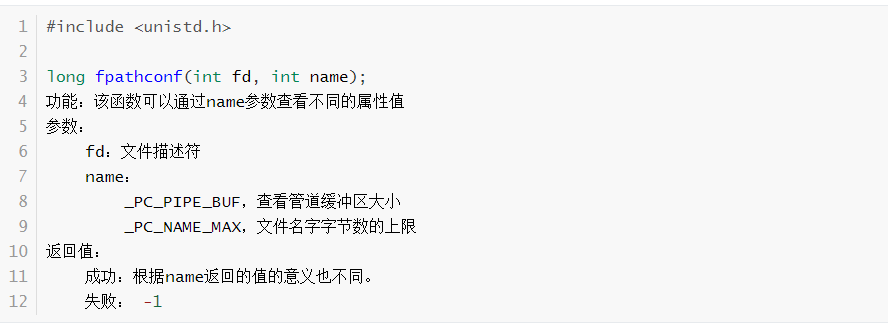 1 #include <unistd.h>
2
3 long fpathconf(int fd, int name);
4 功能：该函数可以通过name参数查看不同的属性值
5 参数：
6     fd：文件描述符
7     name：
8         _PC_PIPE_BUF，查看管道缓冲区大小
9         _PC_NAME_MAX，文件名字字节数的上限
10 返回值：
11     成功：根据name返回的值的意义也不同。
12     失败： -1